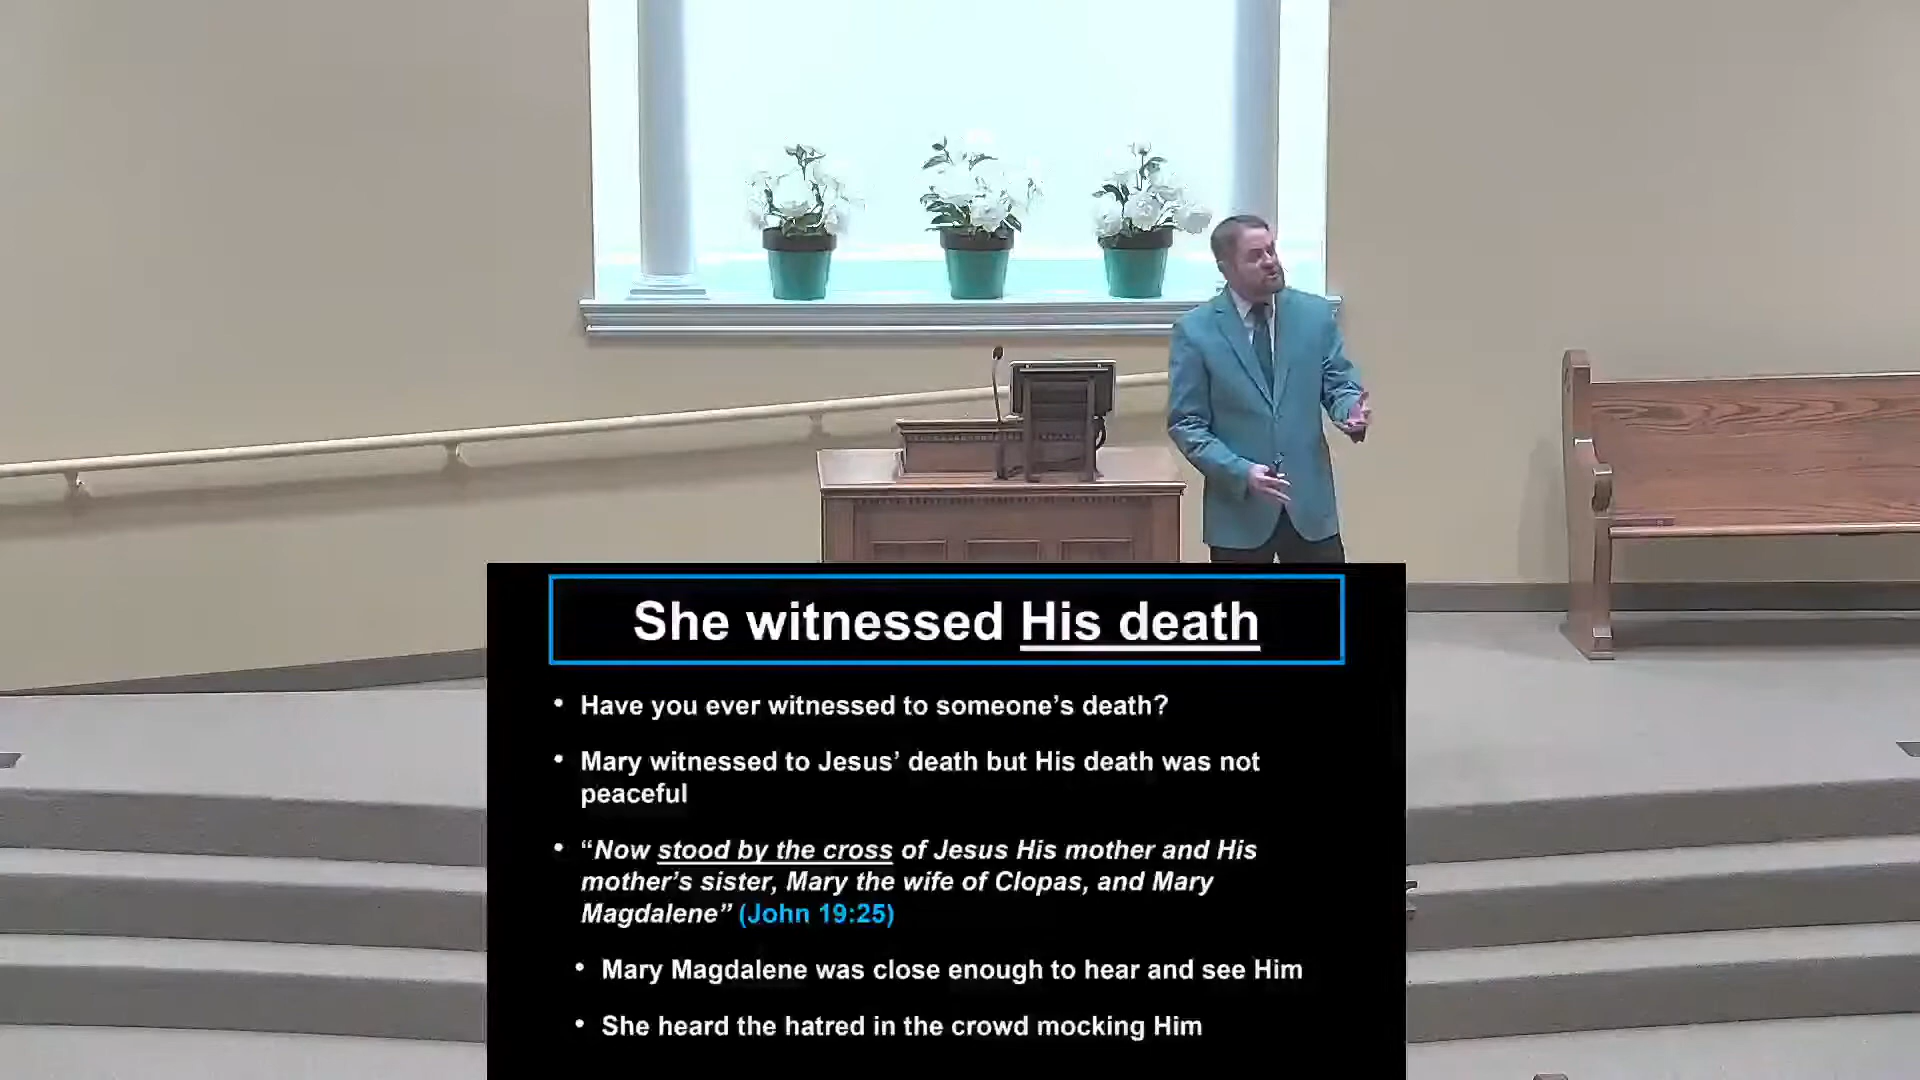 She witnessed His death
• Have you ever witnessed to someone’s death?
• Mary witnessed to Jesus’ death but His death was not
peaceful
• “Now stood by the cross of Jesus His mother and His
mother’s sister, Mary the wife of Clopas, and Mary
Magdalene” (John 19:25)
• Mary Magdalene was close enough to hear and see Him
• She heard the hatred in the crowd mocking Him